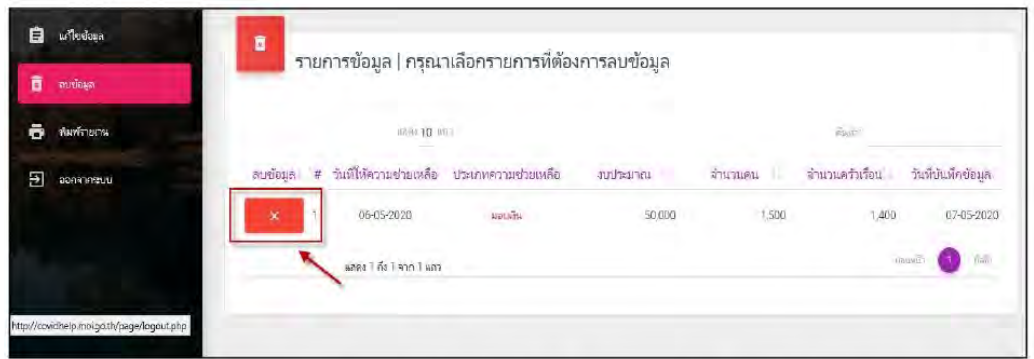 แก้ไขข้อมูล
ลบข้อมูล
พิมพ์รายงาน
ออกจากระบบ
รายการข้อมูล | กรุณาเลือกรายการที่ต้องการลบข้อมูล
แสดง 10 แถว
ค้นหา:
ลบข้อมูล # วันที่ให้ความช่วยเหลือ ประเภทความช่วยเหลือ งบประมาณ จำนวนคน จำนวนครัวเรือน วันที่บันทึกข้อมูล
× 1 06-05-2020 มอบเงิน 50,000 1,500 1,400 07-05-2020
แสดง 1 ถึง 1 จาก 1 แถว
ก่อนหน้า 1 ถัดไป
http://covidhelp.moi.go.th/page/logout.php